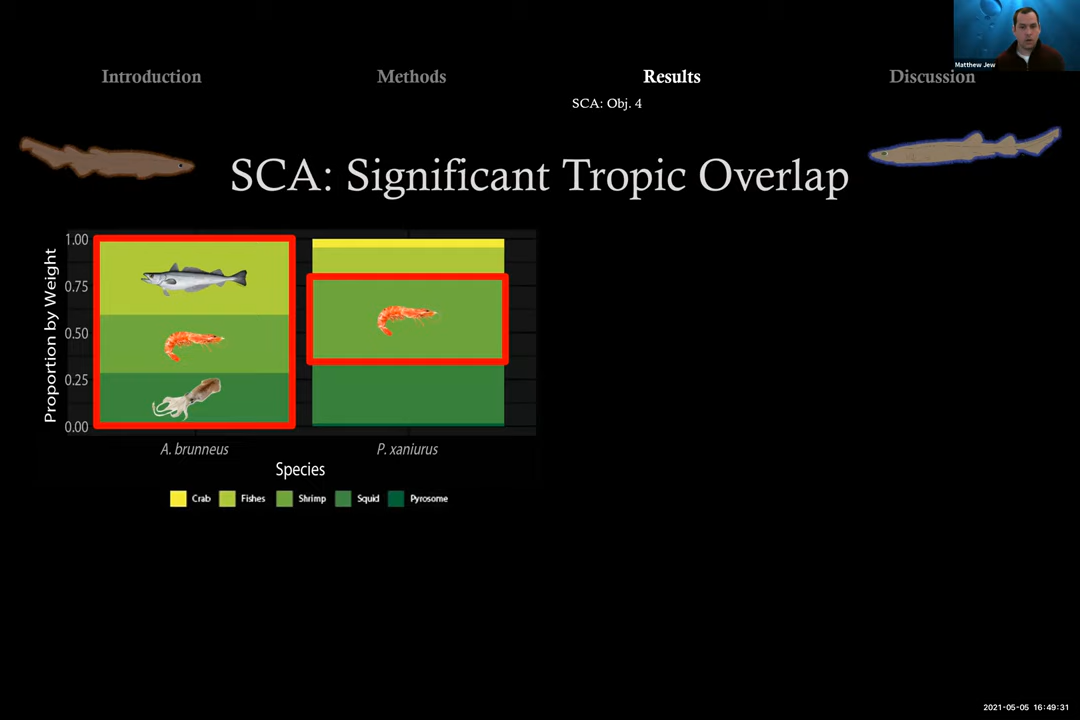 Matthew Jew
Introduction Methods Results Discussion
SCA: Obj. 4
SCA: Significant Tropic Overlap
Proportion by Weight
1.00
0.75
0.50
0.25
0.00
A. brunneus P. xaniurus
Species
Crab Fishes Shrimp Squid Pyrosome
2021-05-05 16:49:31